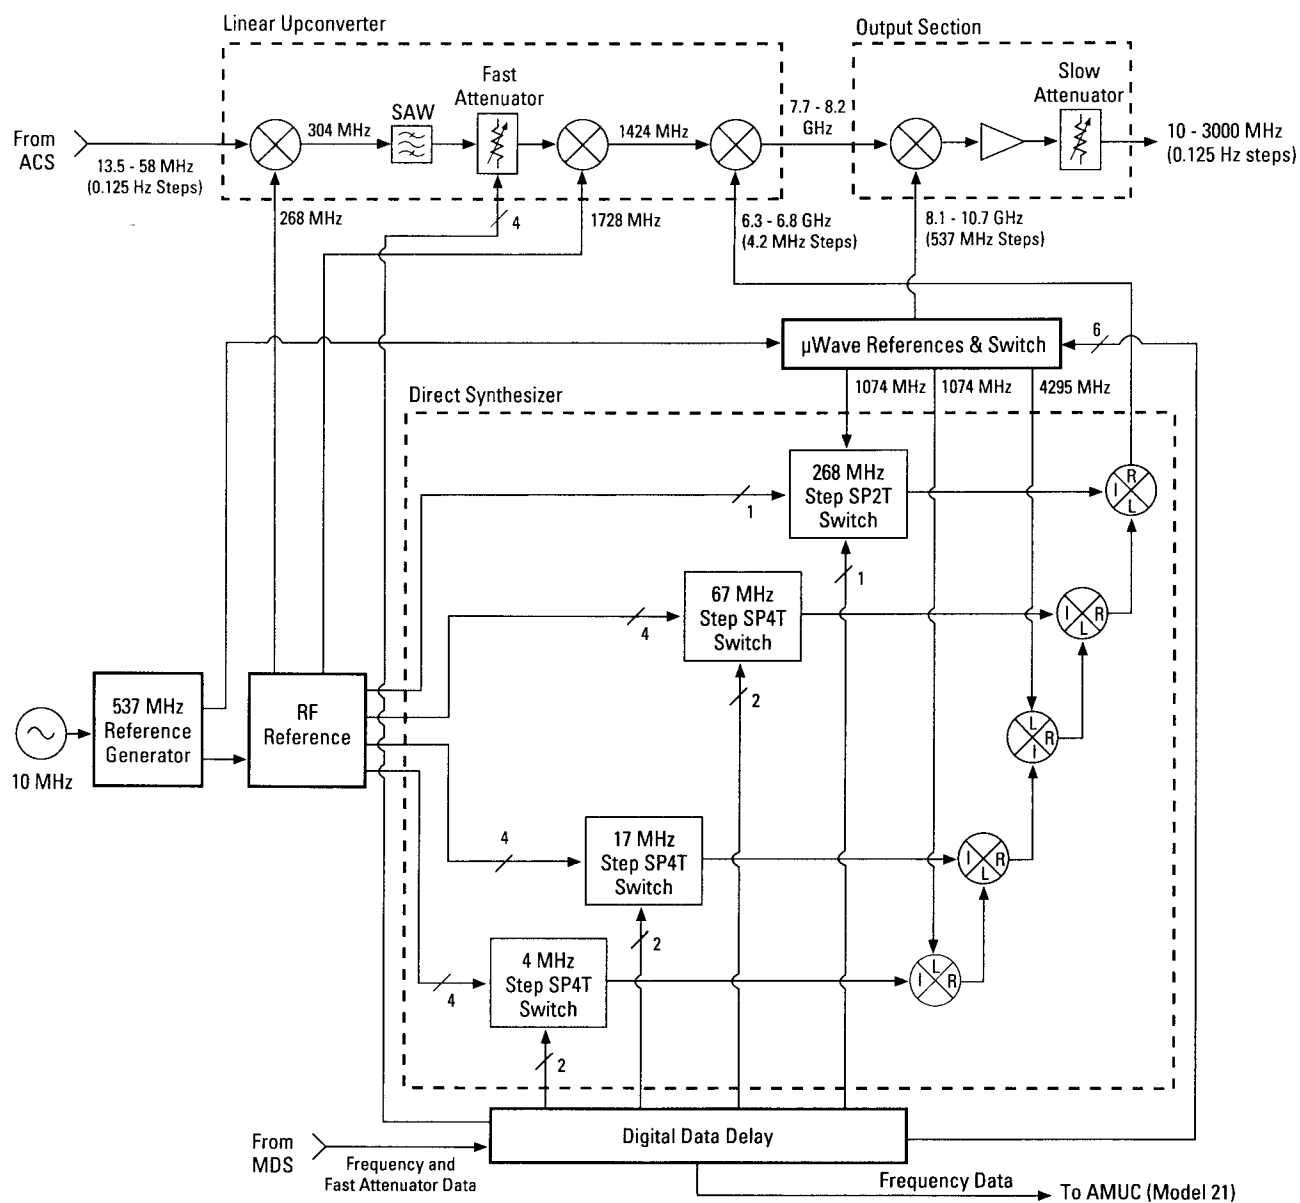 Linear Upconverter
Output Section
Fast
Attenuator
SAW
Slow
Attenuator
7.7 - 8.2
GHz
From
ACS
304 MHz
1424 MHz
10 - 3000 MHz
(0.125 Hz steps)
13.5 - 58 MHz
(0.125 Hz Steps)
268 MHz
4
1728 MHz
6.3 - 6.8 GHz
(4.2 MHz Steps)
8.1 - 10.7 GHz
(537 MHz Steps)
µWave References & Switch
6
1074 MHz
1074 MHz
4295 MHz
Direct Synthesizer
268 MHz
Step SP2T
Switch
1
R
I
L
1
67 MHz
Step SP4T
Switch
4
I
R
L
2
537 MHz
Reference
Generator
RF
Reference
10 MHz
L
R
I
17 MHz
Step SP4T
Switch
4
I
R
L
2
4 MHz
Step SP4T
Switch
4
L
I
R
2
Digital Data Delay
From
MDS
Frequency and
Fast Attenuator Data
Frequency Data
To AMUC (Model 21)